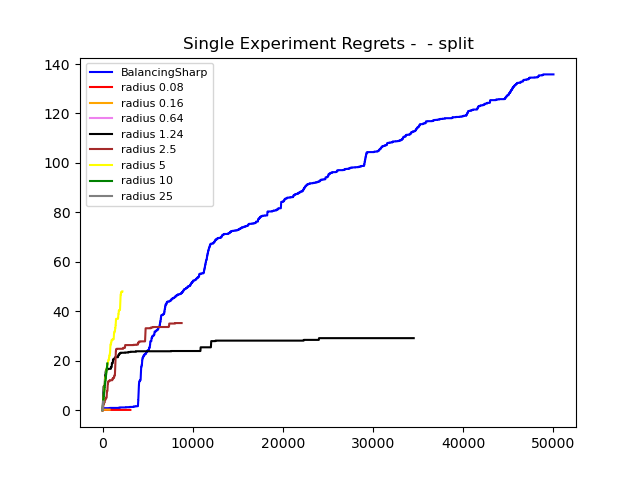 Single Experiment Regrets -  - split
140
120
100
80
60
40
20
0
BalancingSharp
radius 0.08
radius 0.16
radius 0.64
radius 1.24
radius 2.5
radius 5
radius 10
radius 25
0 10000 20000 30000 40000 50000